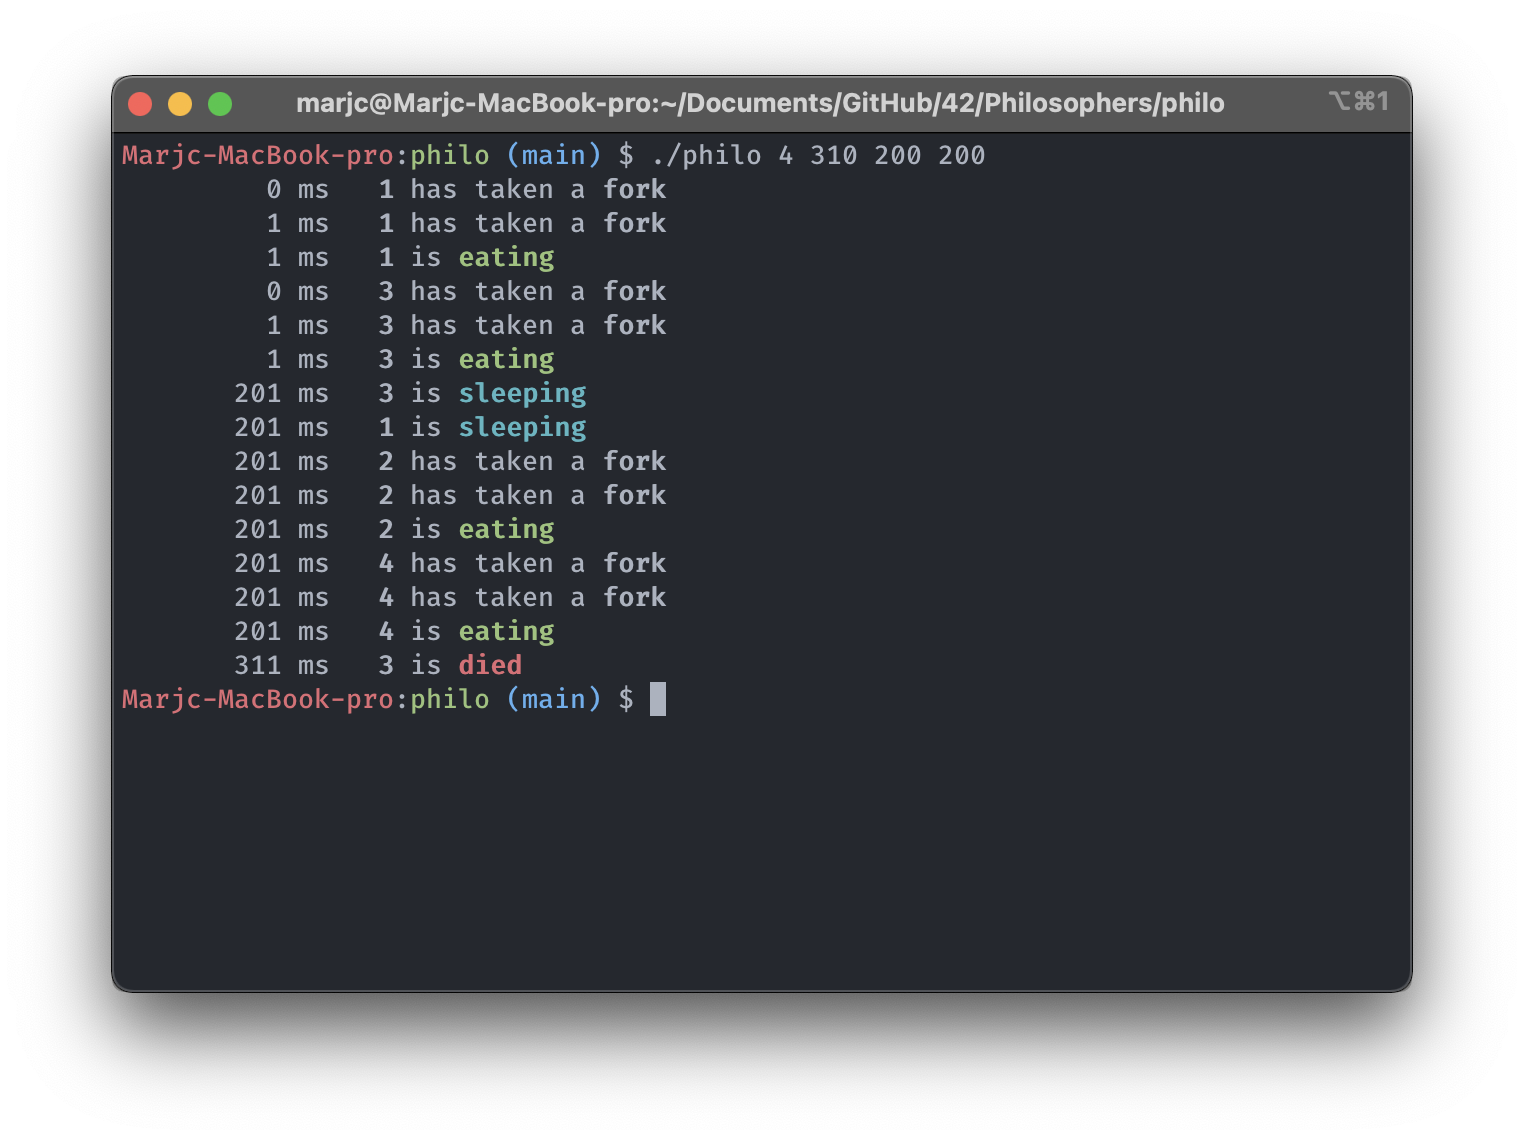 marjc@Marjc-MacBook-pro:~/Documents/GitHub/42/Philosophers/philo ⌥⌘1
Marjc-MacBook-pro:philo (main) $ ./philo 4 310 200 200
0 ms 1 has taken a fork
1 ms 1 has taken a fork
1 ms 1 is eating
0 ms 3 has taken a fork
1 ms 3 has taken a fork
1 ms 3 is eating
201 ms 3 is sleeping
201 ms 1 is sleeping
201 ms 2 has taken a fork
201 ms 2 has taken a fork
201 ms 2 is eating
201 ms 4 has taken a fork
201 ms 4 has taken a fork
201 ms 4 is eating
311 ms 3 is died
Marjc-MacBook-pro:philo (main) $